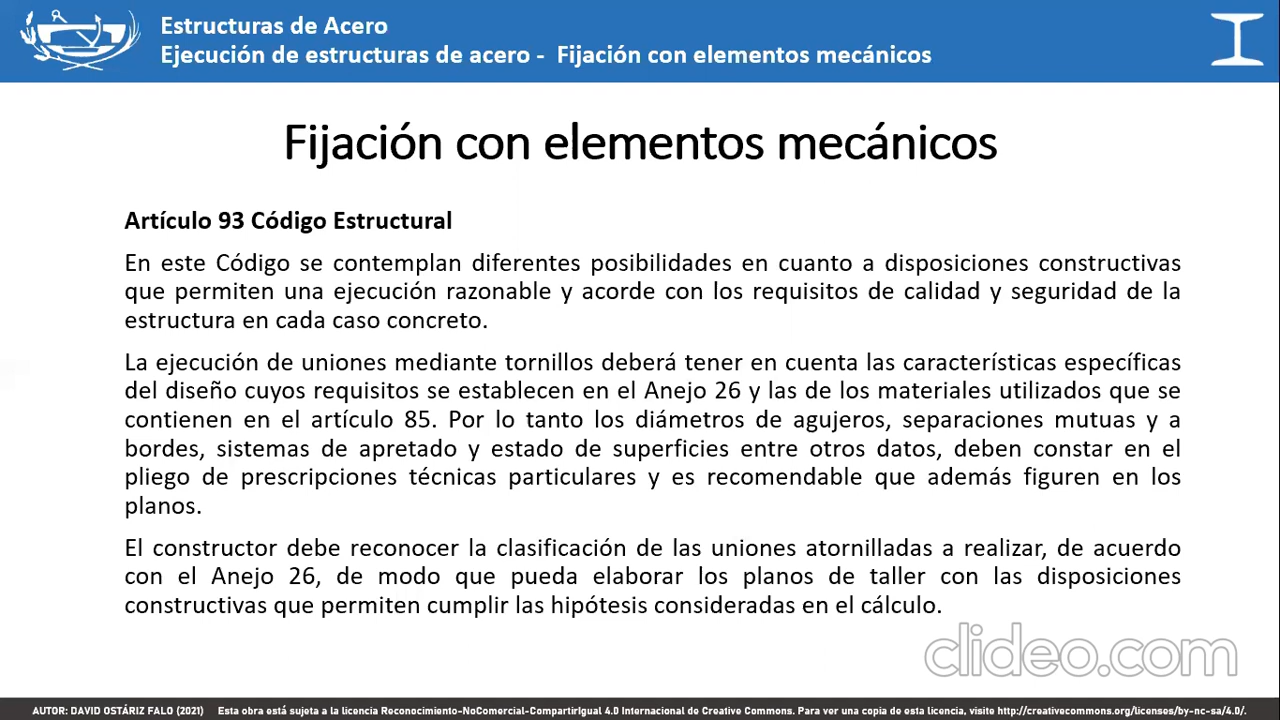 Estructuras de Acero
Ejecución de estructuras de acero - Fijación con elementos mecánicos
Fijación con elementos mecánicos
Artículo 93 Código Estructural
En este Código se contemplan diferentes posibilidades en cuanto a disposiciones constructivas
que permiten una ejecución razonable y acorde con los requisitos de calidad y seguridad de la
estructura en cada caso concreto.
La ejecución de uniones mediante tornillos deberá tener en cuenta las características específicas
del diseño cuyos requisitos se establecen en el Anejo 26 y las de los materiales utilizados que se
contienen en el artículo 85. Por lo tanto los diámetros de agujeros, separaciones mutuas y a
bordes, sistemas de apretado y estado de superficies entre otros datos, deben constar en el
pliego de prescripciones técnicas particulares y es recomendable que además figuren en los
planos.
El constructor debe reconocer la clasificación de las uniones atornilladas a realizar, de acuerdo
con el Anejo 26, de modo que pueda elaborar los planos de taller con las disposiciones
constructivas que permiten cumplir las hipótesis consideradas en el cálculo.
clideo.com
AUTOR: DAVID OSTÁRIZ FALO (2021) Esta obra está sujeta a la licencia Reconocimiento-NoComercial-CompartirIgual 4.0 Internacional de Creative Commons. Para ver una copia de esta licencia, visite http://creativecommons.org/licenses/by-nc-sa/4.0/.